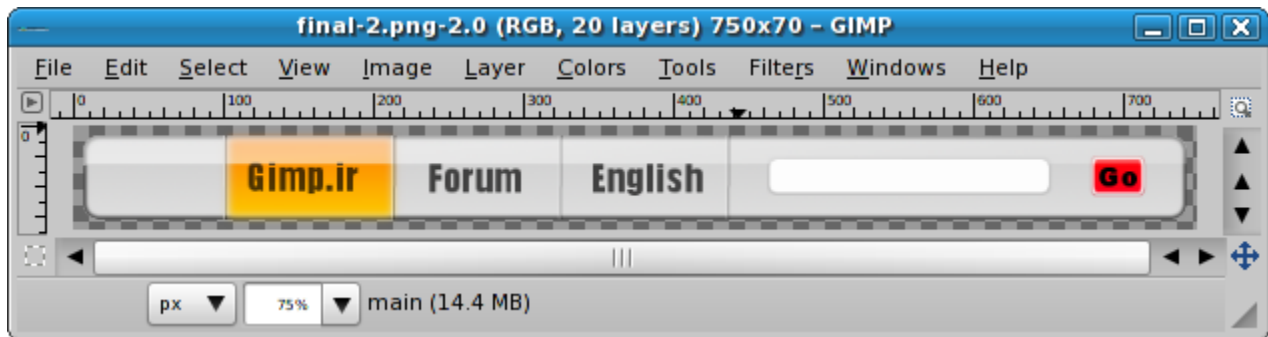 final-2.png-2.0 (RGB, 20 layers) 750x70 – GIMP
File Edit Select View Image Layer Colors Tools Filters Windows Help
0 100 200 300 400 500 600 700
0
Gimp.ir Forum English Go
px 75% main (14.4 MB)